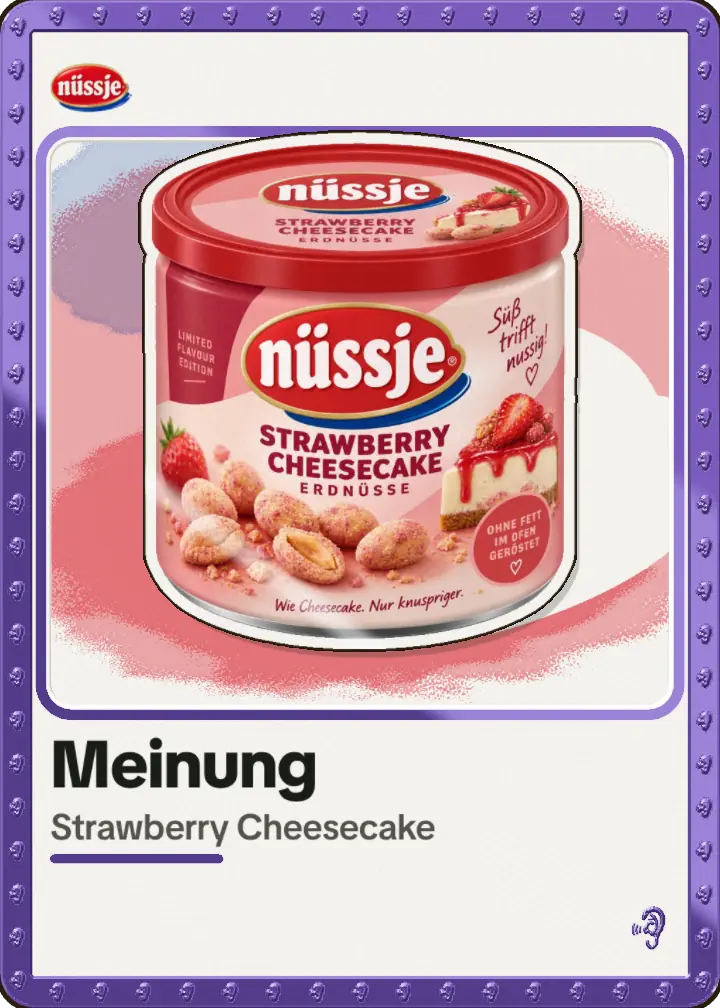 nüssje
nüssje
STRAWBERRY
CHEESECAKE
ERDNÜSSE
LIMITED
FLAVOUR
EDITION
Süß
trifft
nussig!
nüssje®
STRAWBERRY
CHEESECAKE
ERDNÜSSE
OHNE FETT
IM OFEN
GERÖSTET
Wie Cheesecake. Nur knuspriger.
Meinung
Strawberry Cheesecake